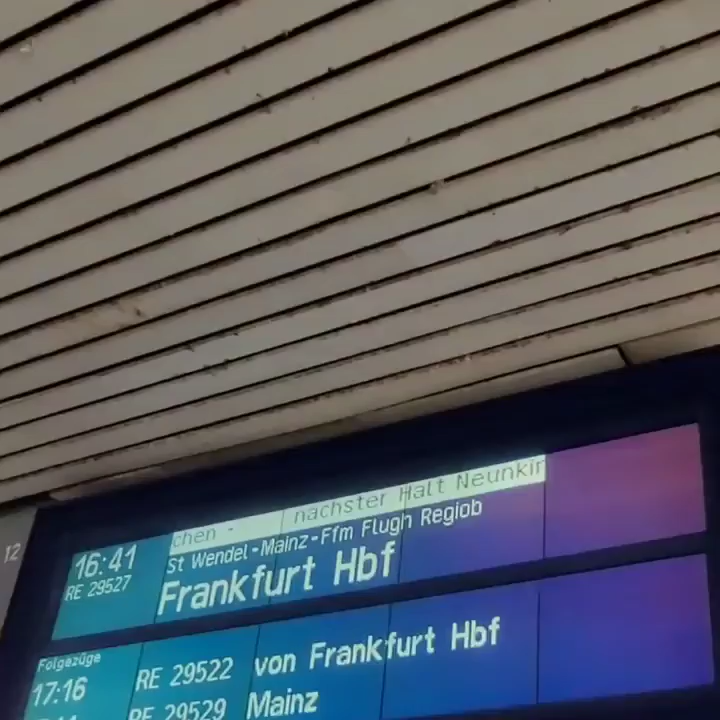 12
chen - nächster Halt Neunkir
16:41 St Wendel-Mainz-Ffm Flugh Regiob
RE 29527 Frankfurt Hbf
Folgezüge
17:16 RE 29522 von Frankfurt Hbf
RE 29529 Mainz